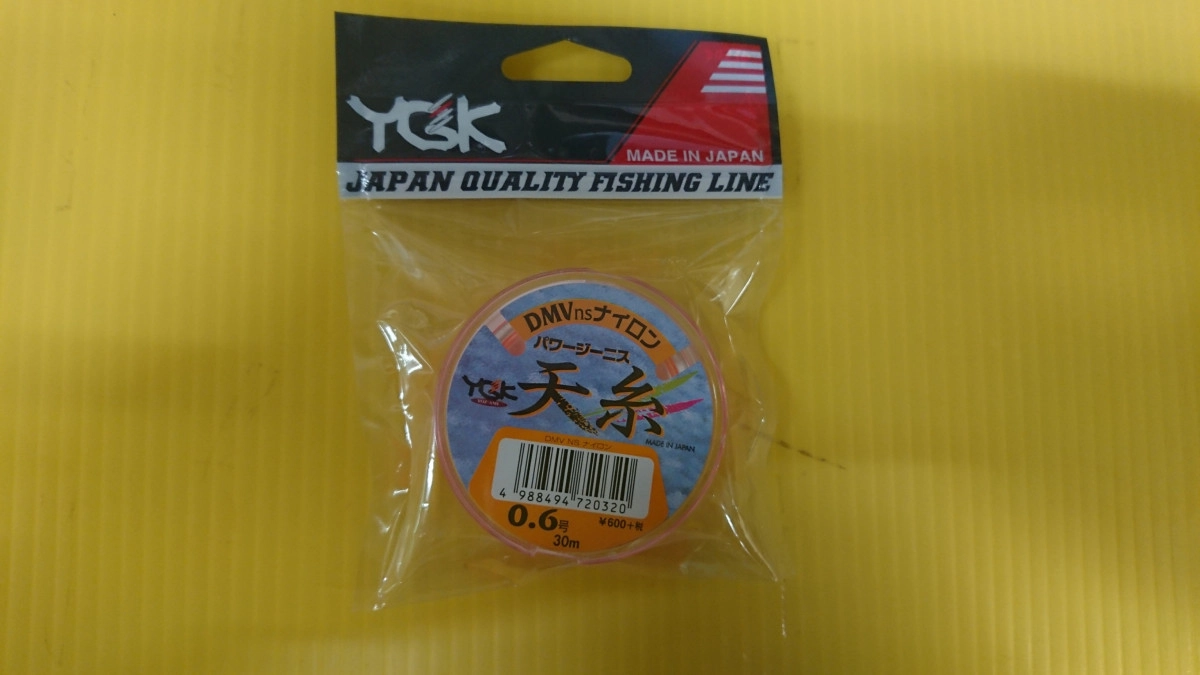 YGK
MADE IN JAPAN
JAPAN QUALITY FISHING LINE
DMVnsナイロン
パワージーニス
YGK
天糸
MADE IN JAPAN
DMV NS ナイロン
4 988494 720320
0.6号
¥600+税
30m